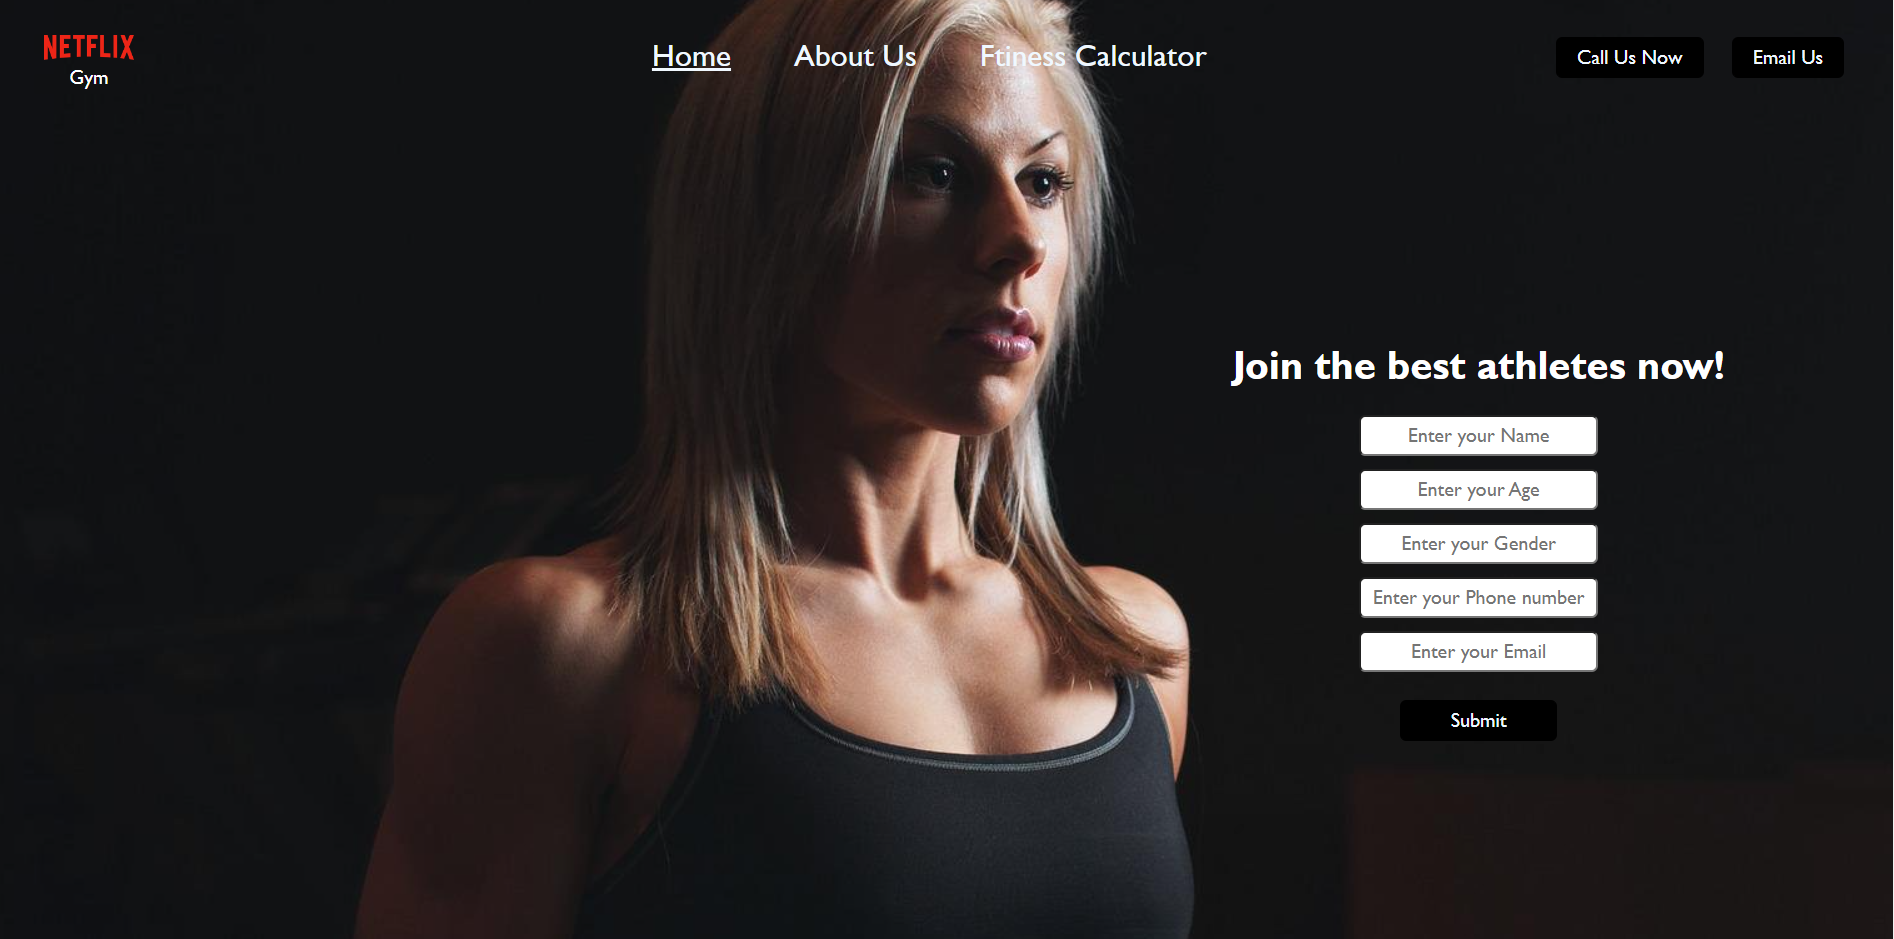 NETFLIX
Gym
Home
About Us
Ftiness Calculator
Call Us Now
Email Us
Join the best athletes now!
Enter your Name
Enter your Age
Enter your Gender
Enter your Phone number
Enter your Email
Submit